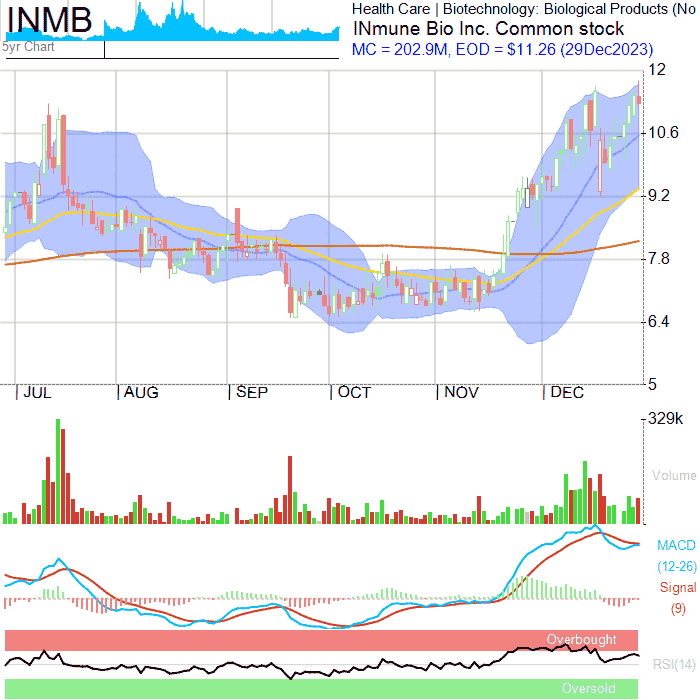 INMB
5yr Chart
Health Care | Biotechnology: Biological Products (No
INmune Bio Inc. Common stock
MC = 202.9M, EOD = $11.26 (29Dec2023)
12
10.6
9.2
7.8
6.4
5
JUL AUG SEP OCT NOV DEC
329k
Volume
MACD
(12-26)
Signal
(9)
Overbought
RSI(14)
Oversold